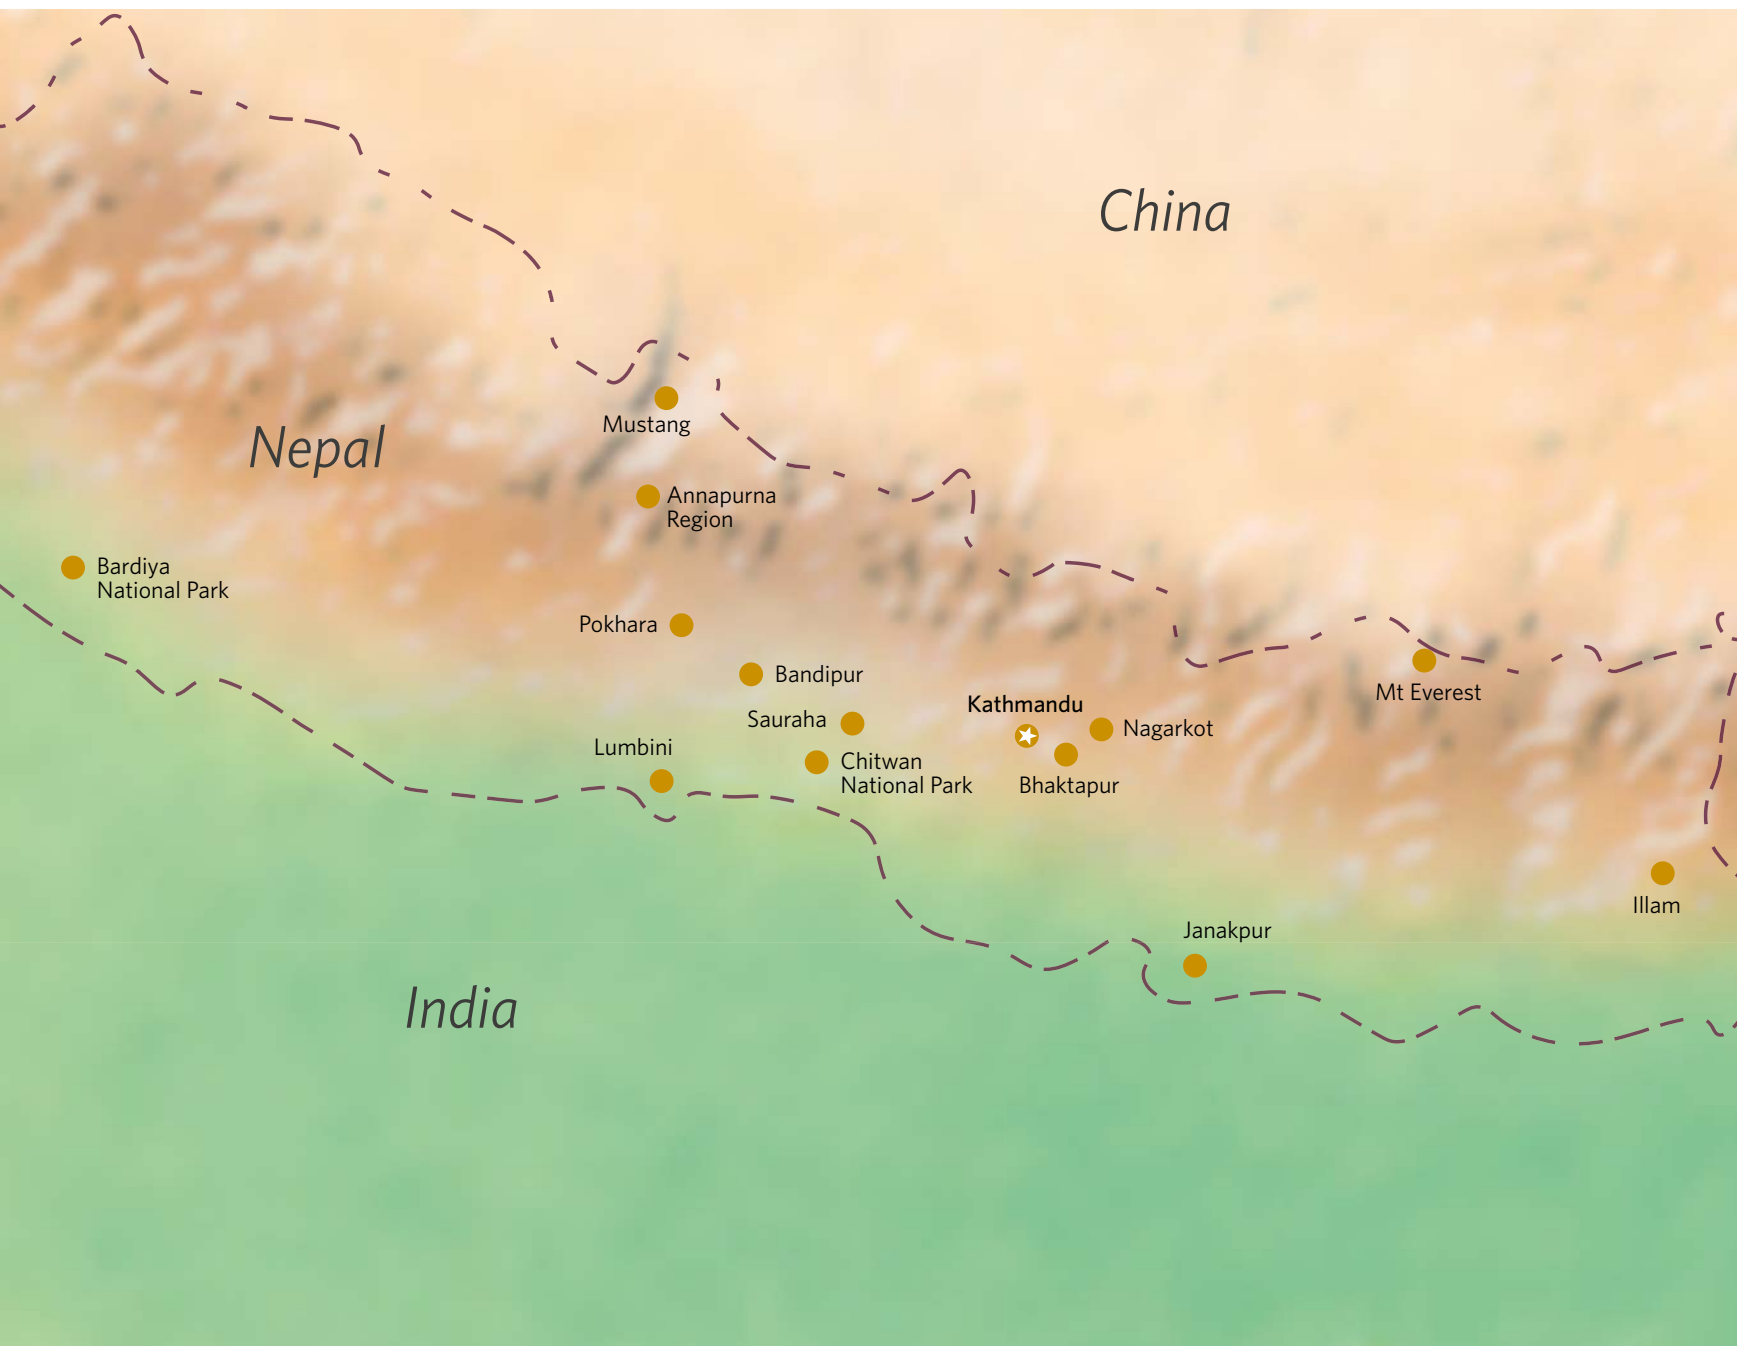 China
Mustang
Nepal
Annapurna
Region
Bardiya
National Park
Pokhara
Bandipur
Mt Everest
Kathmandu
Sauraha
Nagarkot
Lumbini
Chitwan
National Park
Bhaktapur
Illam
Janakpur
India